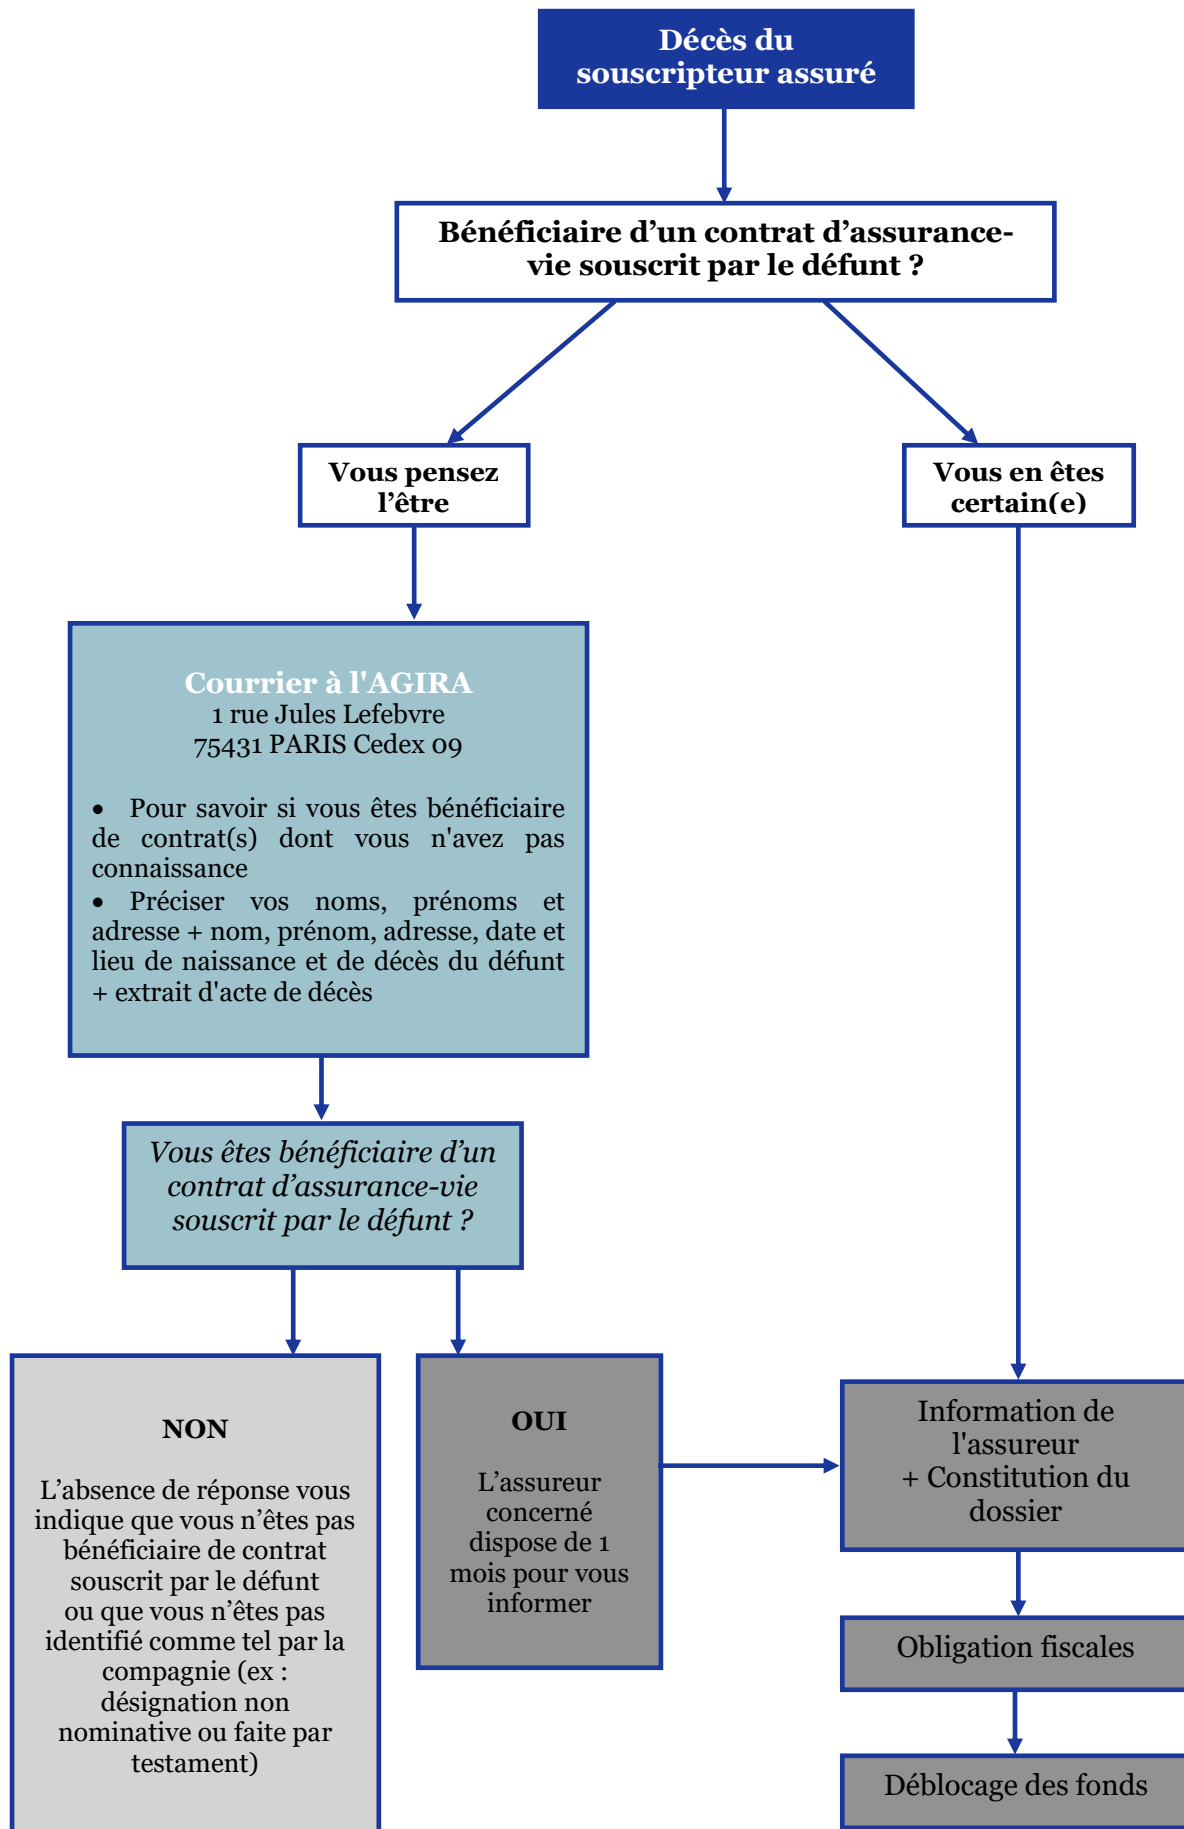 Décès du
souscripteur assuré
Bénéficiaire d’un contrat d’assurance-
vie souscrit par le défunt ?
Vous pensez
l’être
Vous en êtes
certain(e)
Courrier à l'AGIRA
1 rue Jules Lefebvre
75431 PARIS Cedex 09
• Pour savoir si vous êtes bénéficiaire
de contrat(s) dont vous n'avez pas
connaissance
• Préciser vos noms, prénoms et
adresse + nom, prénom, adresse, date et
lieu de naissance et de décès du défunt
+ extrait d'acte de décès
Vous êtes bénéficiaire d’un
contrat d’assurance-vie
souscrit par le défunt ?
NON
L’absence de réponse vous
indique que vous n’êtes pas
bénéficiaire de contrat
souscrit par le défunt
ou que vous n’êtes pas
identifié comme tel par la
compagnie (ex :
désignation non
nominative ou faite par
testament)
OUI
L’assureur
concerné
dispose de 1
mois pour vous
informer
Information de
l'assureur
+ Constitution du
dossier
Obligation fiscales
Déblocage des fonds